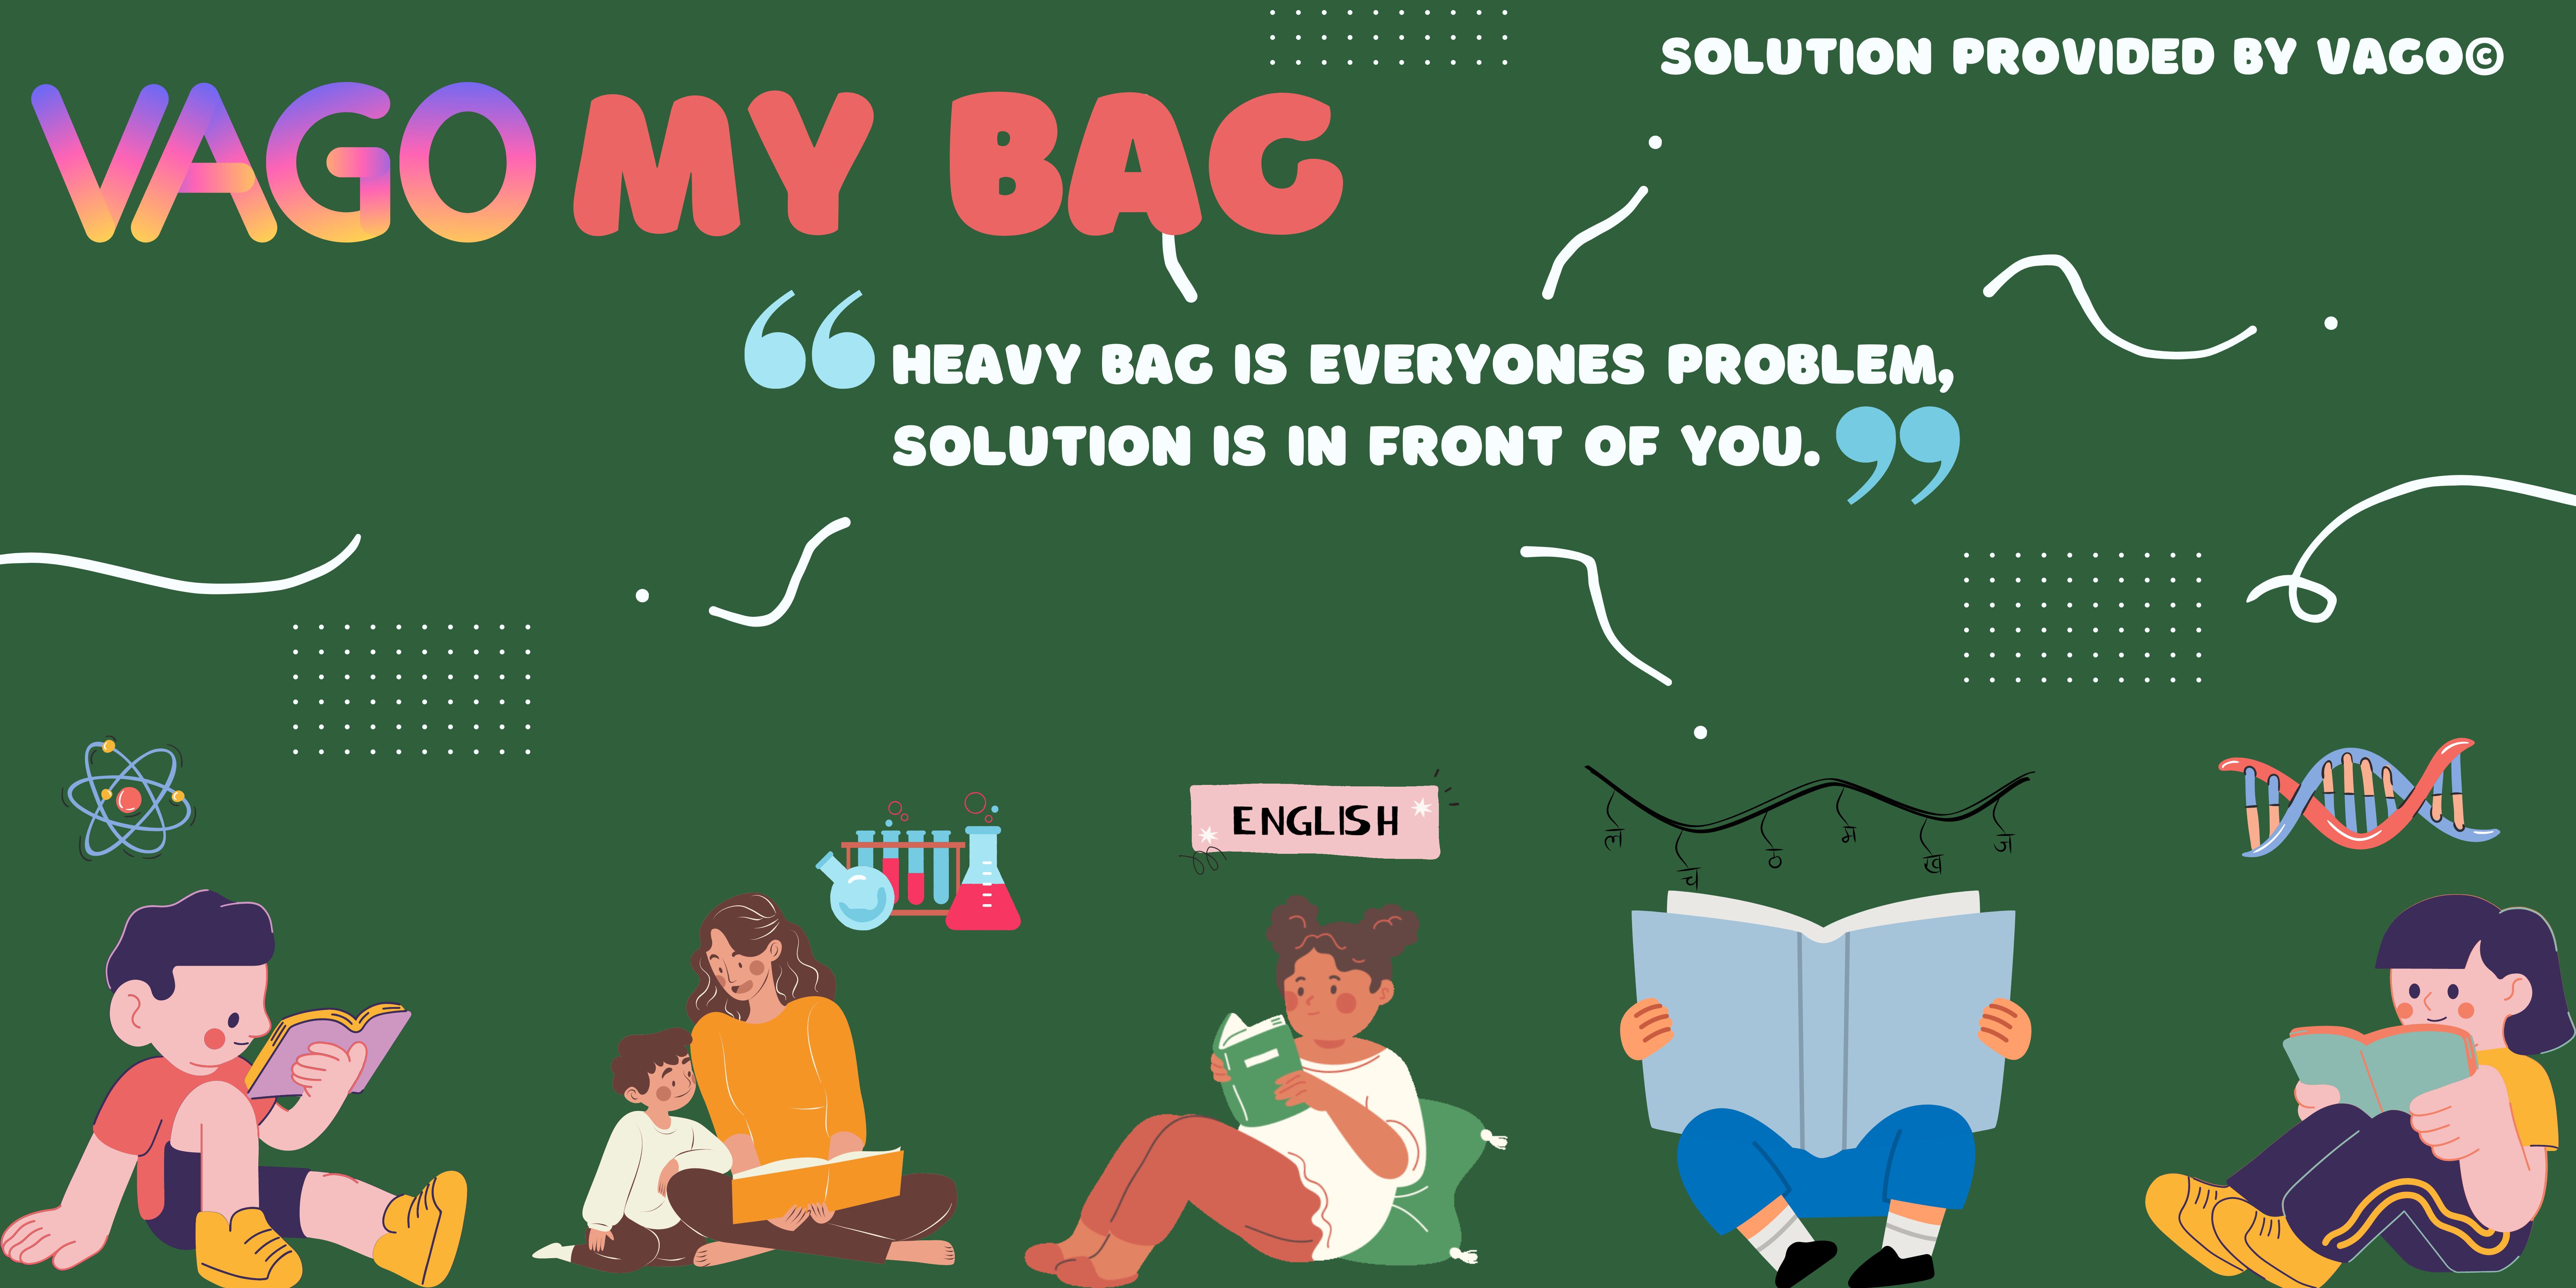 SOLUTION PROVIDED BY VAGO©
VAGO MY BAG
“HEAVY BAG IS EVERYONES PROBLEM,
SOLUTION IS IN FRONT OF YOU.”
ENGLISH
ल च ठ म ख ज